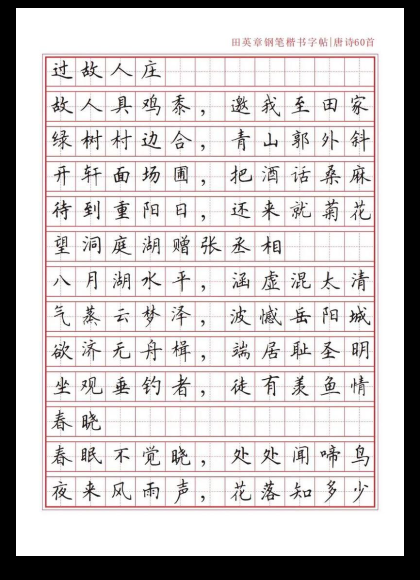 田英章钢笔楷书字帖|唐诗60首
过故人庄
故人具鸡黍，邀我至田家
绿树村边合，青山郭外斜
开轩面场圃，把酒话桑麻
待到重阳日，还来就菊花
望洞庭湖赠张丞相
八月湖水平，涵虚混太清
气蒸云梦泽，波憾岳阳城
欲济无舟楫，端居耻圣明
坐观垂钓者，徒有羡鱼情
春晓
春眠不觉晓，处处闻啼鸟
夜来风雨声，花落知多少